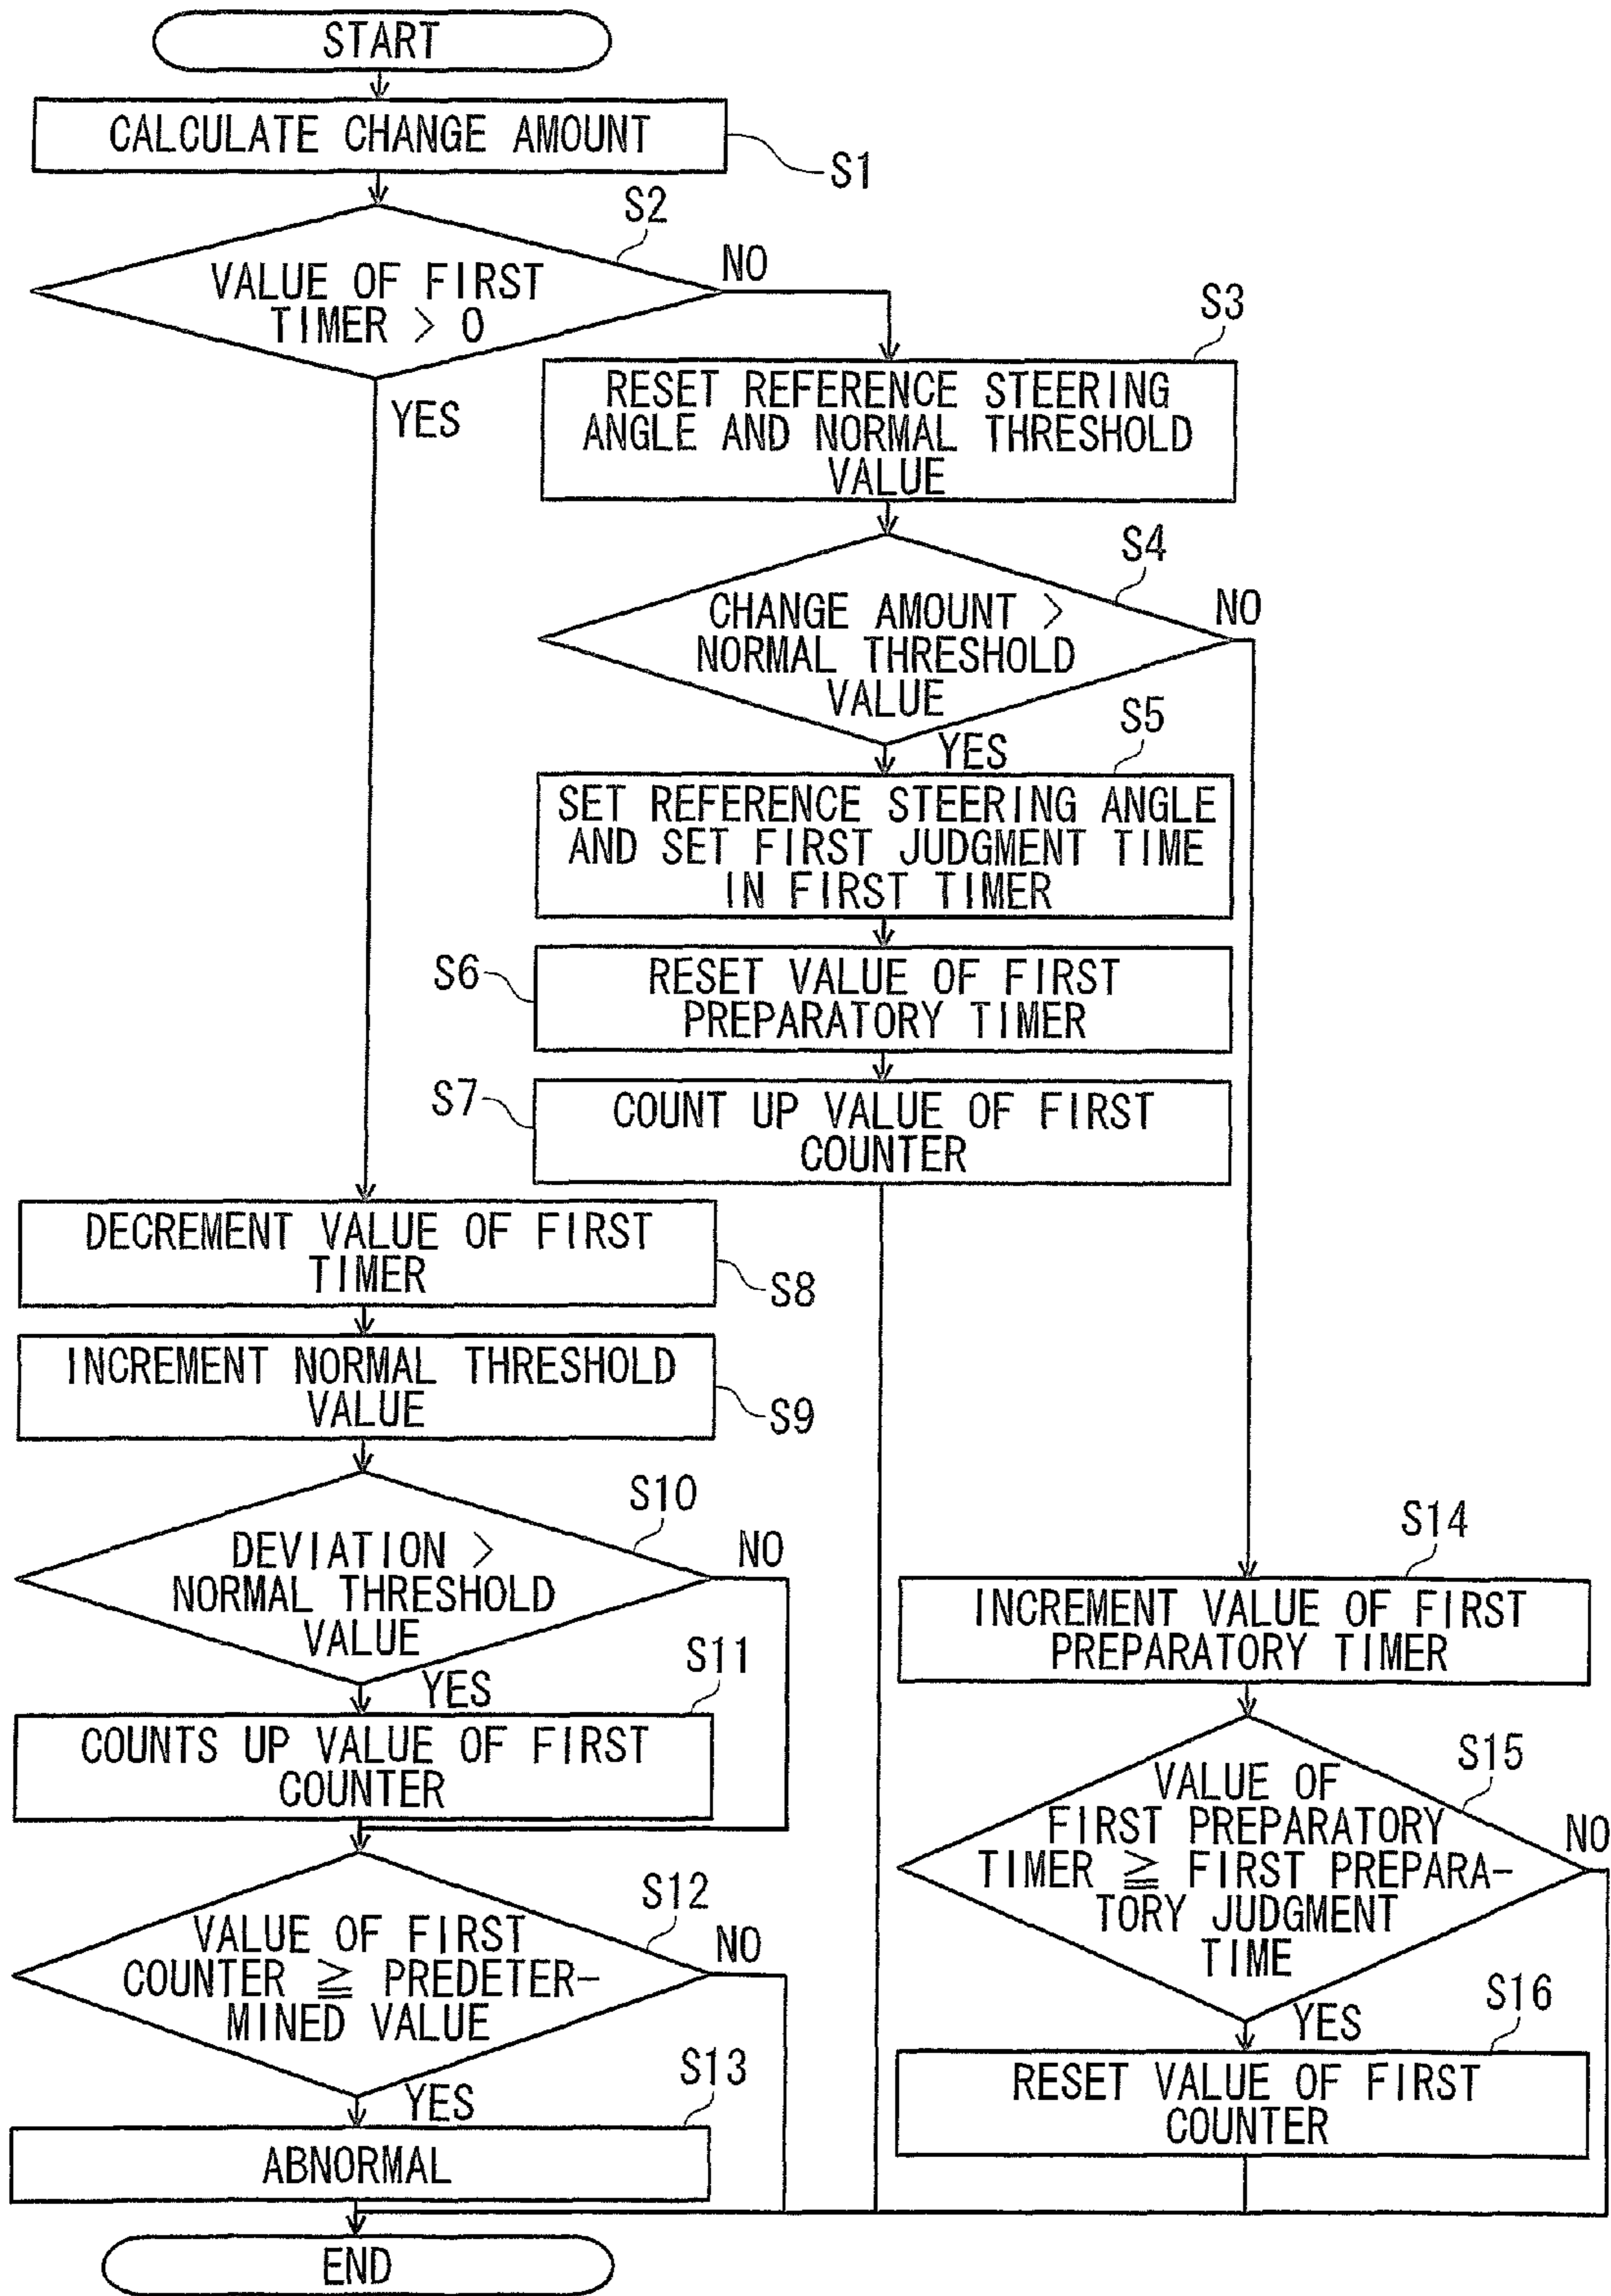 START
CALCULATE CHANGE AMOUNT
S1
S2
VALUE OF FIRST
TIMER > 0
NO
YES
S3
RESET REFERENCE STEERING
ANGLE AND NORMAL THRESHOLD
VALUE
S4
CHANGE AMOUNT >
NORMAL THRESHOLD
VALUE
NO
YES
S5
SET REFERENCE STEERING ANGLE
AND SET FIRST JUDGMENT TIME
IN FIRST TIMER
S6
RESET VALUE OF FIRST
PREPARATORY TIMER
S7
COUNT UP VALUE OF FIRST
COUNTER
DECREMENT VALUE OF FIRST
TIMER
S8
INCREMENT NORMAL THRESHOLD
VALUE
S9
S10
DEVIATION >
NORMAL THRESHOLD
VALUE
NO
YES
S11
COUNTS UP VALUE OF FIRST
COUNTER
S12
VALUE OF FIRST
COUNTER ≧ PREDETER-
MINED VALUE
NO
YES
S13
ABNORMAL
S14
INCREMENT VALUE OF FIRST
PREPARATORY TIMER
S15
VALUE OF
FIRST PREPARATORY
TIMER ≧ FIRST PREPARA-
TORY JUDGMENT
TIME
NO
YES
S16
RESET VALUE OF FIRST
COUNTER
END